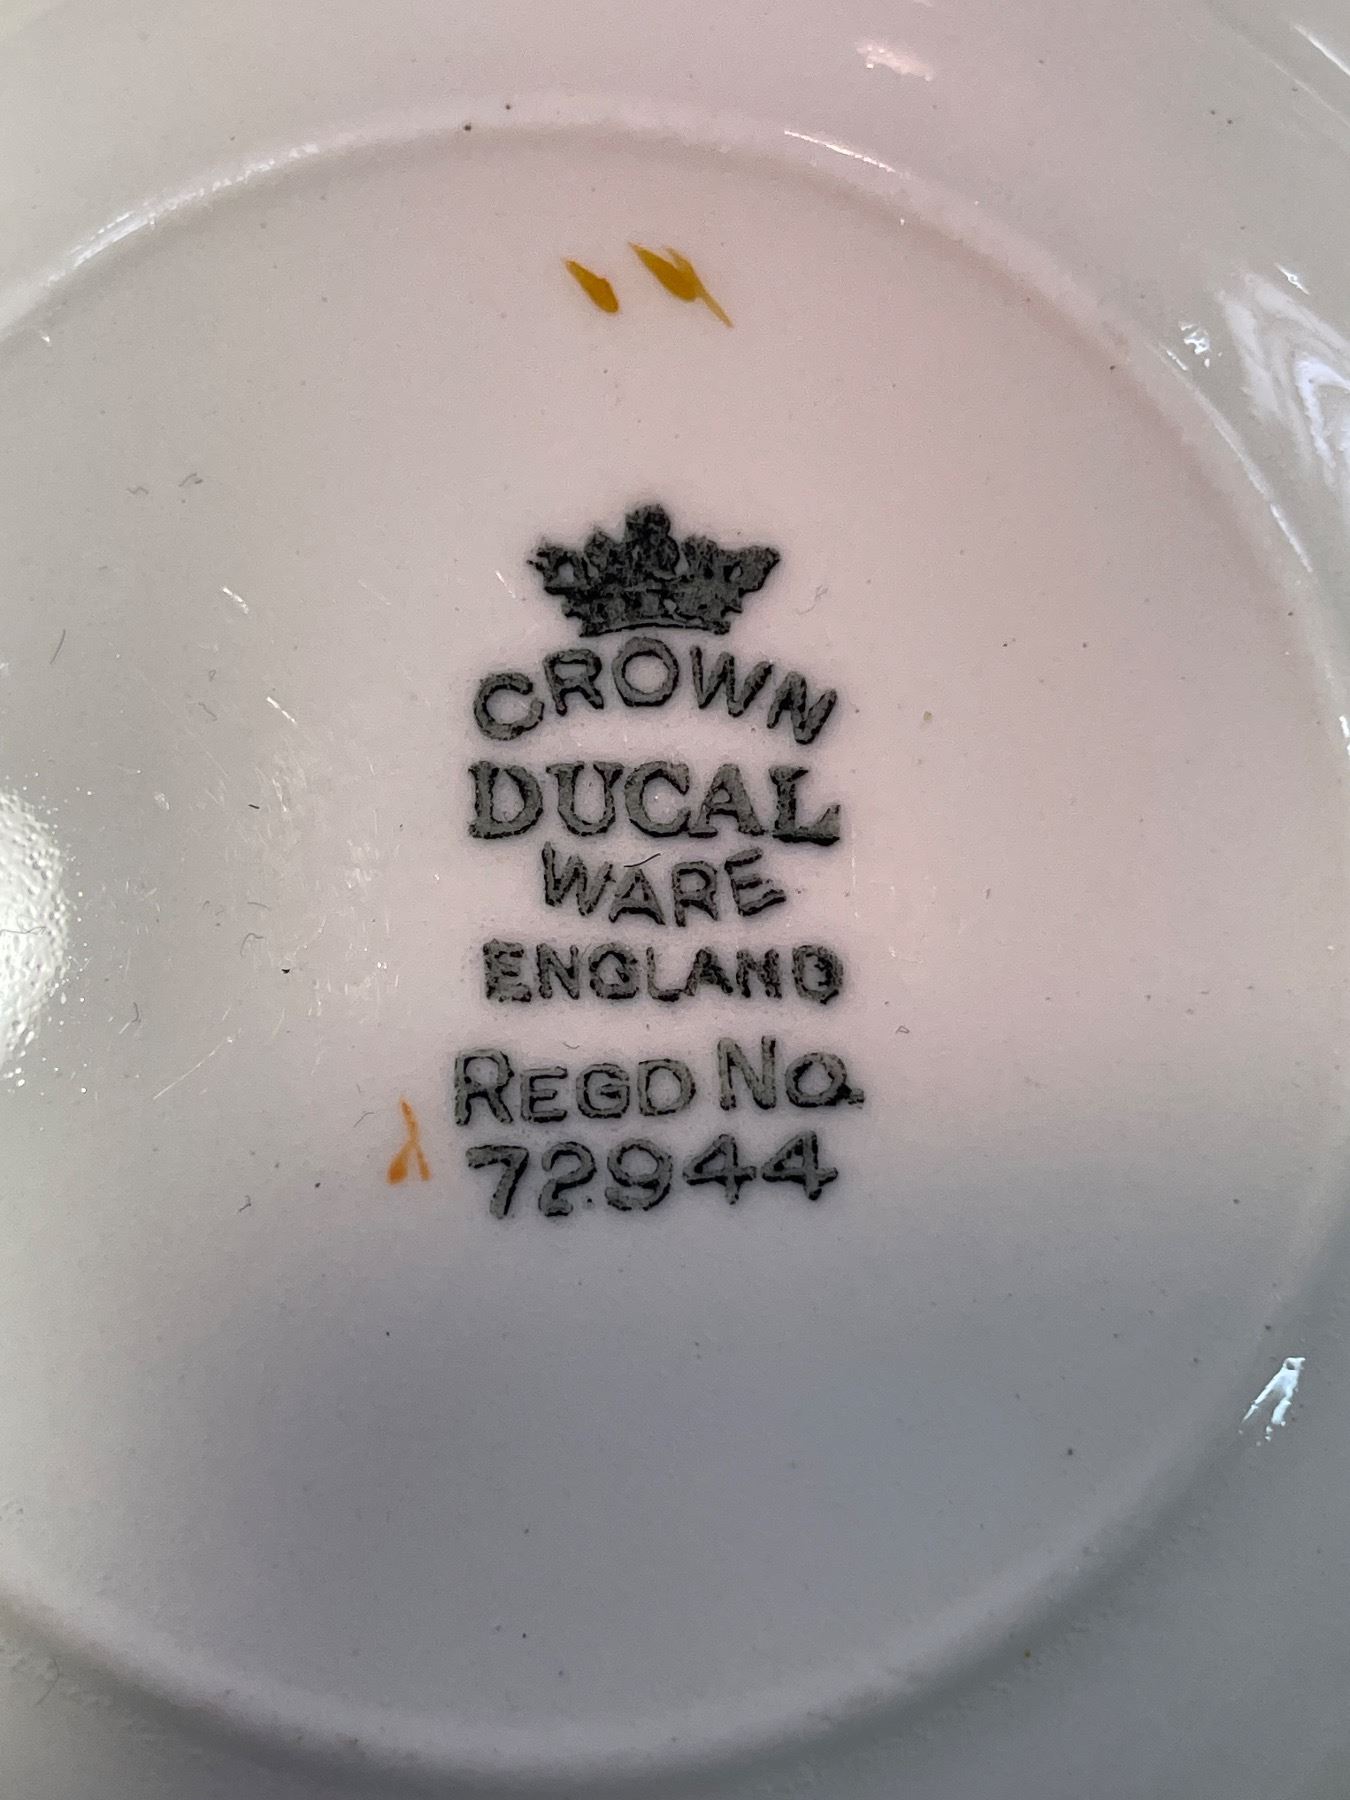 CROWN
DUCAL
WARE
ENGLAND
REGD NO.
72944